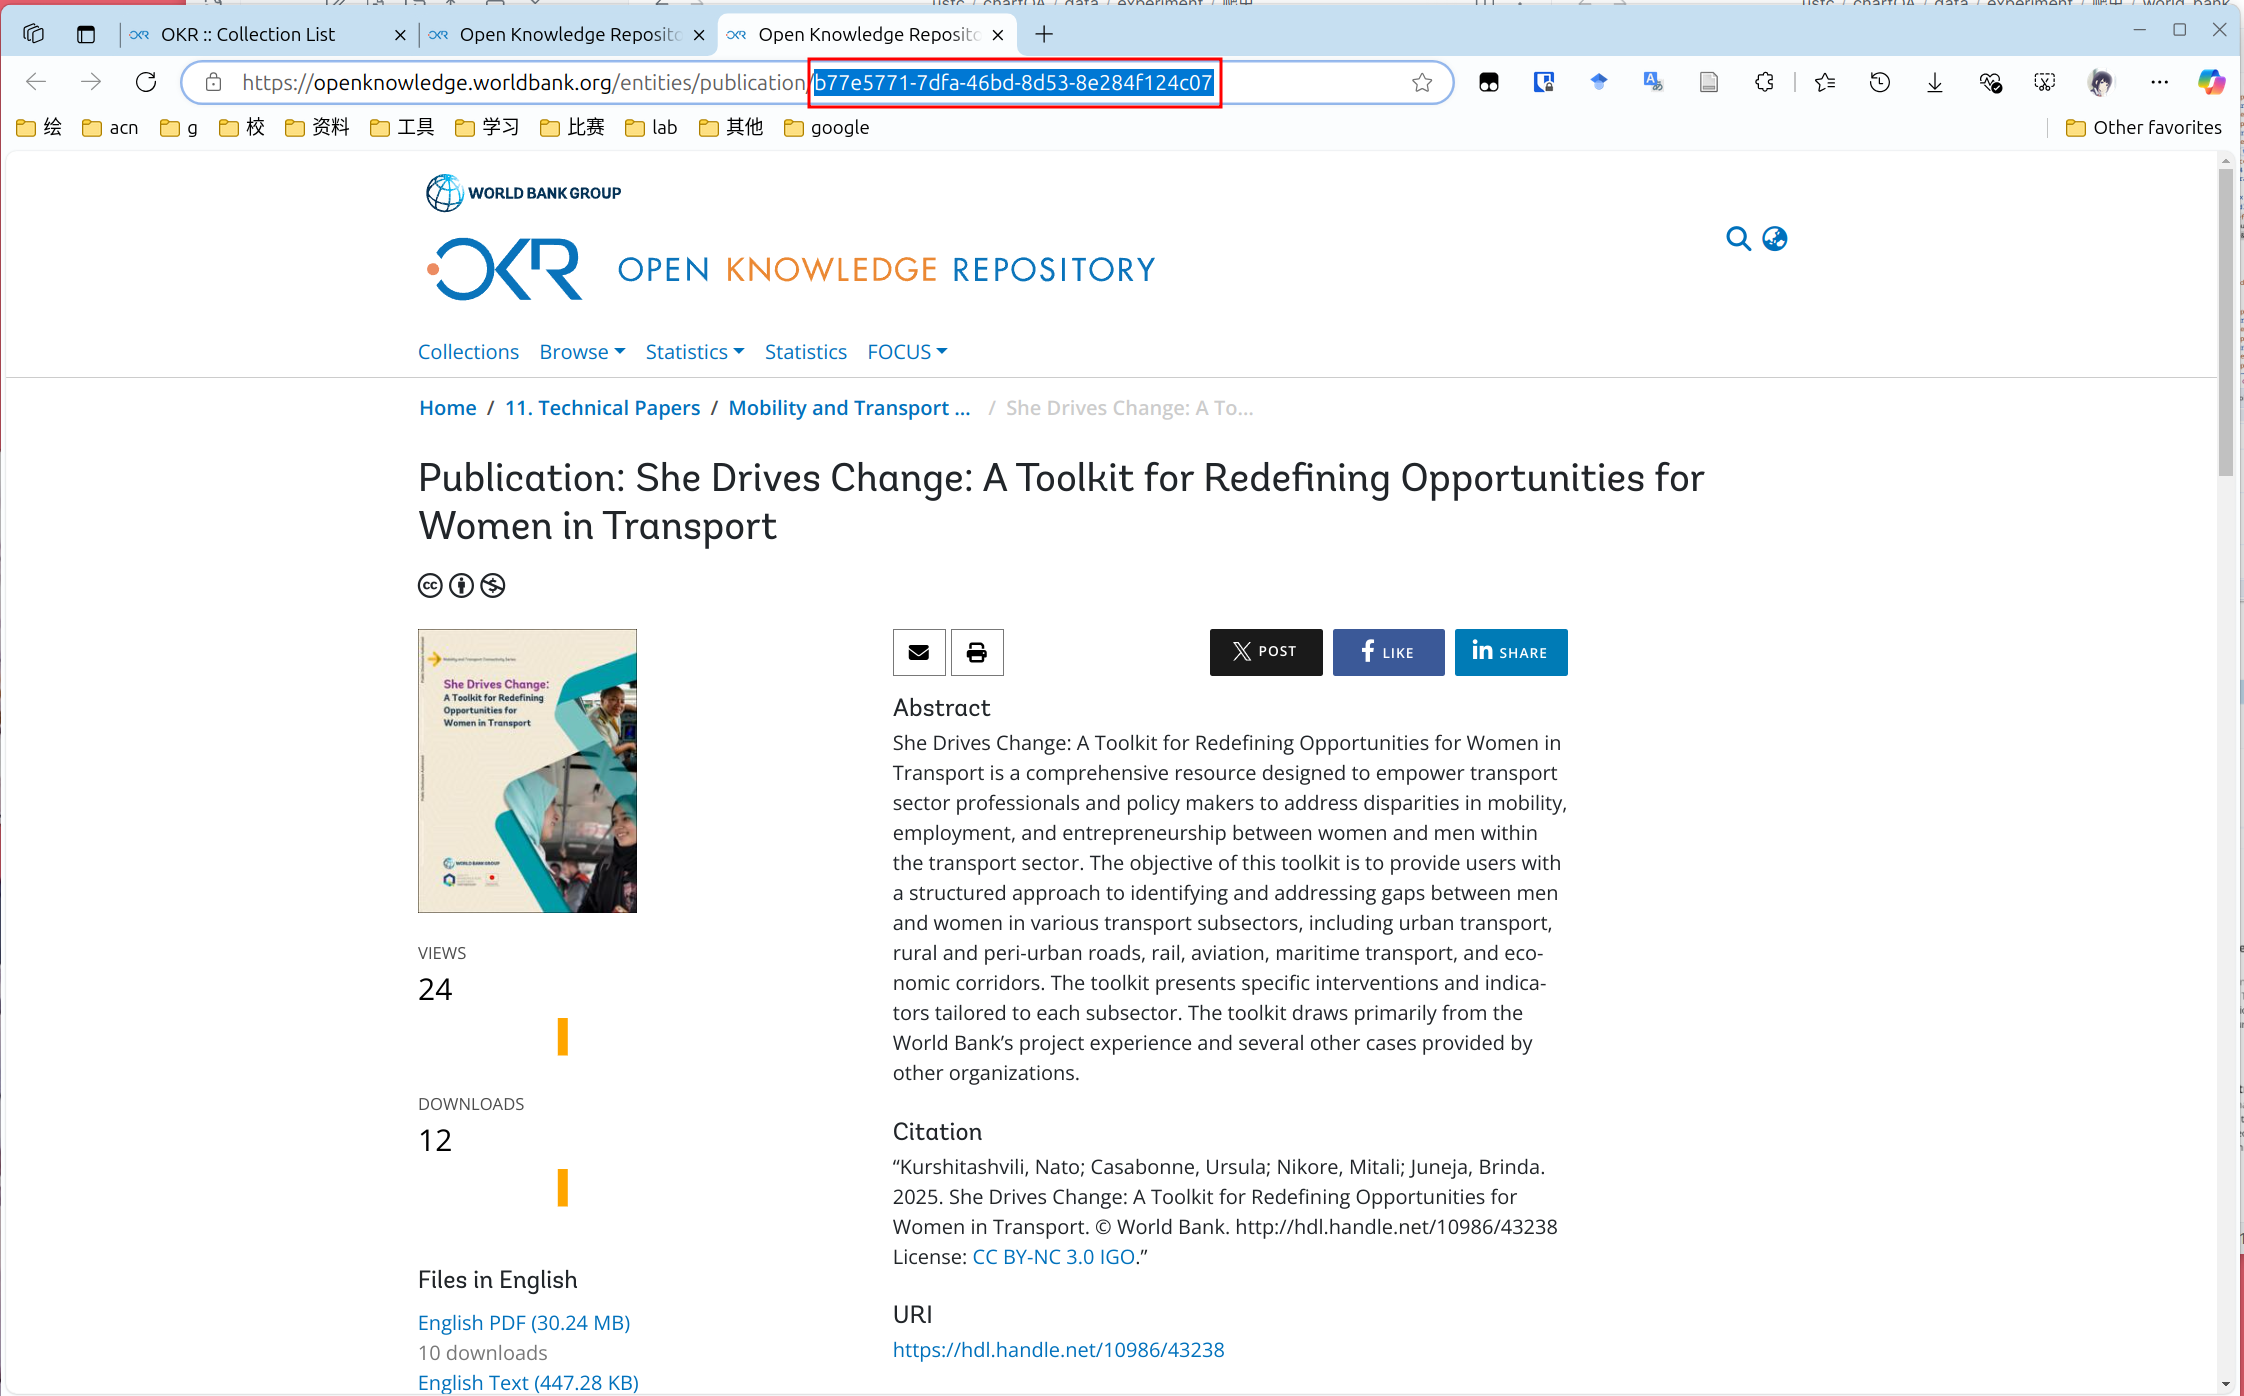 OKR :: Collection List
Open Knowledge Reposito
Open Knowledge Reposito
https://openknowledge.worldbank.org/entities/publication/b77e5771-7dfa-46bd-8d53-8e284f124c07
绘 acn g 校 资料 工具 学习 比赛 lab 其他 google Other favorites
WORLD BANK GROUP
OKR OPEN KNOWLEDGE REPOSITORY
Collections Browse Statistics Statistics FOCUS
Home / 11. Technical Papers / Mobility and Transport ... / She Drives Change: A To...
Publication: She Drives Change: A Toolkit for Redefining Opportunities for
Women in Transport
cc
Mobility and Transport Connectivity Series
She Drives Change:
A Toolkit for Redefining
Opportunities for
Women in Transport
WORLD BANK GROUP
VIEWS
24
DOWNLOADS
12
Files in English
English PDF (30.24 MB)
10 downloads
English Text (447.28 KB)
POST LIKE SHARE
Abstract
She Drives Change: A Toolkit for Redefining Opportunities for Women in
Transport is a comprehensive resource designed to empower transport
sector professionals and policy makers to address disparities in mobility,
employment, and entrepreneurship between women and men within
the transport sector. The objective of this toolkit is to provide users with
a structured approach to identifying and addressing gaps between men
and women in various transport subsectors, including urban transport,
rural and peri-urban roads, rail, aviation, maritime transport, and eco-
nomic corridors. The toolkit presents specific interventions and indica-
tors tailored to each subsector. The toolkit draws primarily from the
World Bank’s project experience and several other cases provided by
other organizations.
Citation
“Kurshitashvili, Nato; Casabonne, Ursula; Nikore, Mitali; Juneja, Brinda.
2025. She Drives Change: A Toolkit for Redefining Opportunities for
Women in Transport. © World Bank. http://hdl.handle.net/10986/43238
License: CC BY-NC 3.0 IGO.”
URI
https://hdl.handle.net/10986/43238